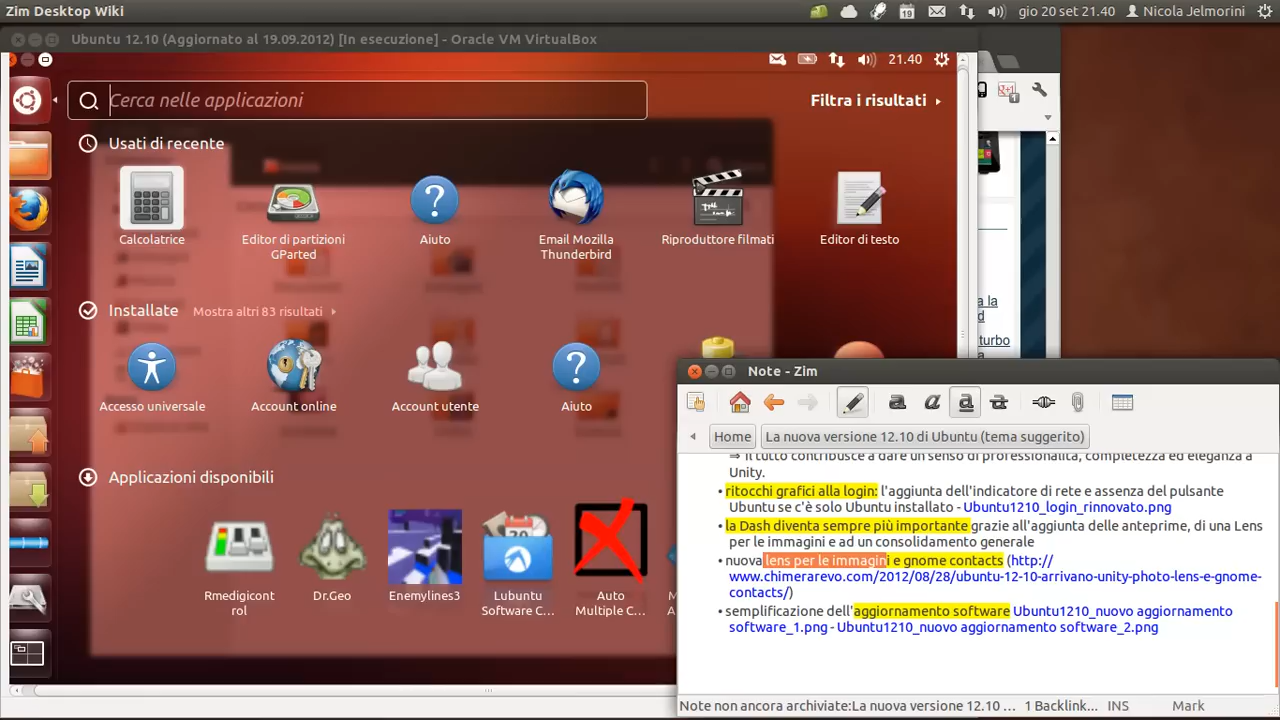 Zim Desktop Wiki
19
gio 20 set 21.40
Nicola Jelmorini
Ubuntu 12.10 (Aggiornato al 19.09.2012) [In esecuzione] - Oracle VM VirtualBox
21.40
Cerca nelle applicazioni
Filtra i risultati
Usati di recente
Calcolatrice
Editor di partizioni
GParted
Aiuto
Email Mozilla
Thunderbird
Riproduttore filmati
Editor di testo
Installate
Mostra altri 83 risultati
Accesso universale
Account online
Account utente
Aiuto
Applicazioni disponibili
Rmedigicont
rol
Dr.Geo
Enemylines3
Lubuntu
Software C...
Auto
Multiple C...
a la
d
turbo
Note - Zim
Home
La nuova versione 12.10 di Ubuntu (tema suggerito)
⇒ il tutto contribuisce a dare un senso di professionalità, completezza ed eleganza a
Unity.
• ritocchi grafici alla login: l'aggiunta dell'indicatore di rete e assenza del pulsante
Ubuntu se c'è solo Ubuntu installato - Ubuntu1210_login_rinnovato.png
• la Dash diventa sempre più importante grazie all'aggiunta delle anteprime, di una Lens
per le immagini e ad un consolidamento generale
• nuova lens per le immagini e gnome contacts (http://
www.chimerarevo.com/2012/08/28/ubuntu-12-10-arrivano-unity-photo-lens-e-gnome-
contacts/)
• semplificazione dell'aggiornamento software Ubuntu1210_nuovo aggiornamento
software_1.png - Ubuntu1210_nuovo aggiornamento software_2.png
Note non ancora archiviate:La nuova versione 12.10 ...
1 Backlink...
INS
Mark